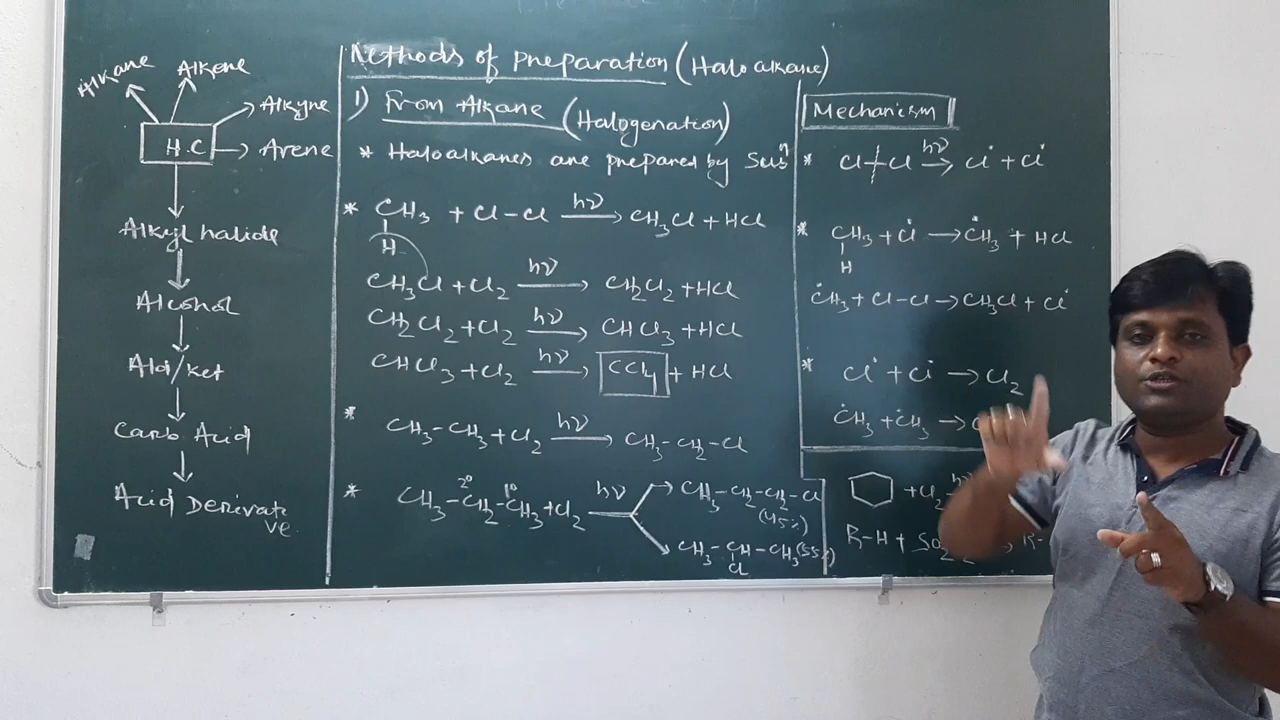 Alkane
Alkene
Alkyne
H.C
Arene
Alkyl halide
Alcohol
Ald/ket
Carb Acid
Acid Derivati
ve
Methods of preparation (Haloalkane)
1) From Alkane (Halogenation)
* Haloalkanes are prepared by Subⁿ
* CH₃ + Cl-Cl hν→ CH₃Cl + HCl
H
CH₃Cl + Cl₂ hν→ CH₂Cl₂ + HCl
CH₂Cl₂ + Cl₂ hν→ CHCl₃ + HCl
CHCl₃ + Cl₂ hν→ CCl₄ + HCl
* CH₃-CH₃ + Cl₂ hν→ CH₃-CH₂-Cl
* CH₃-CH₂-CH₃ + Cl₂ hν→ CH₃-CH₂-CH₂-Cl
2° 1°
(45%)
CH₃-CH-CH₃ (55%)
Cl
Mechanism
* Cl-Cl hν→ Cl• + Cl•
* CH₃ + Cl• → •CH₃ + HCl
H
•CH₃ + Cl-Cl → CH₃Cl + Cl•
* Cl• + Cl• → Cl₂
•CH₃ + •CH₃ →
+ Cl₂
R-H + SO₂ R-